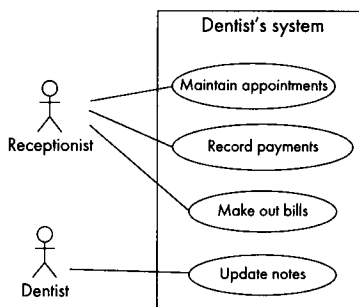 Dentist's system
Maintain appointments
Receptionist
Record payments
Make out bills
Update notes
Dentist